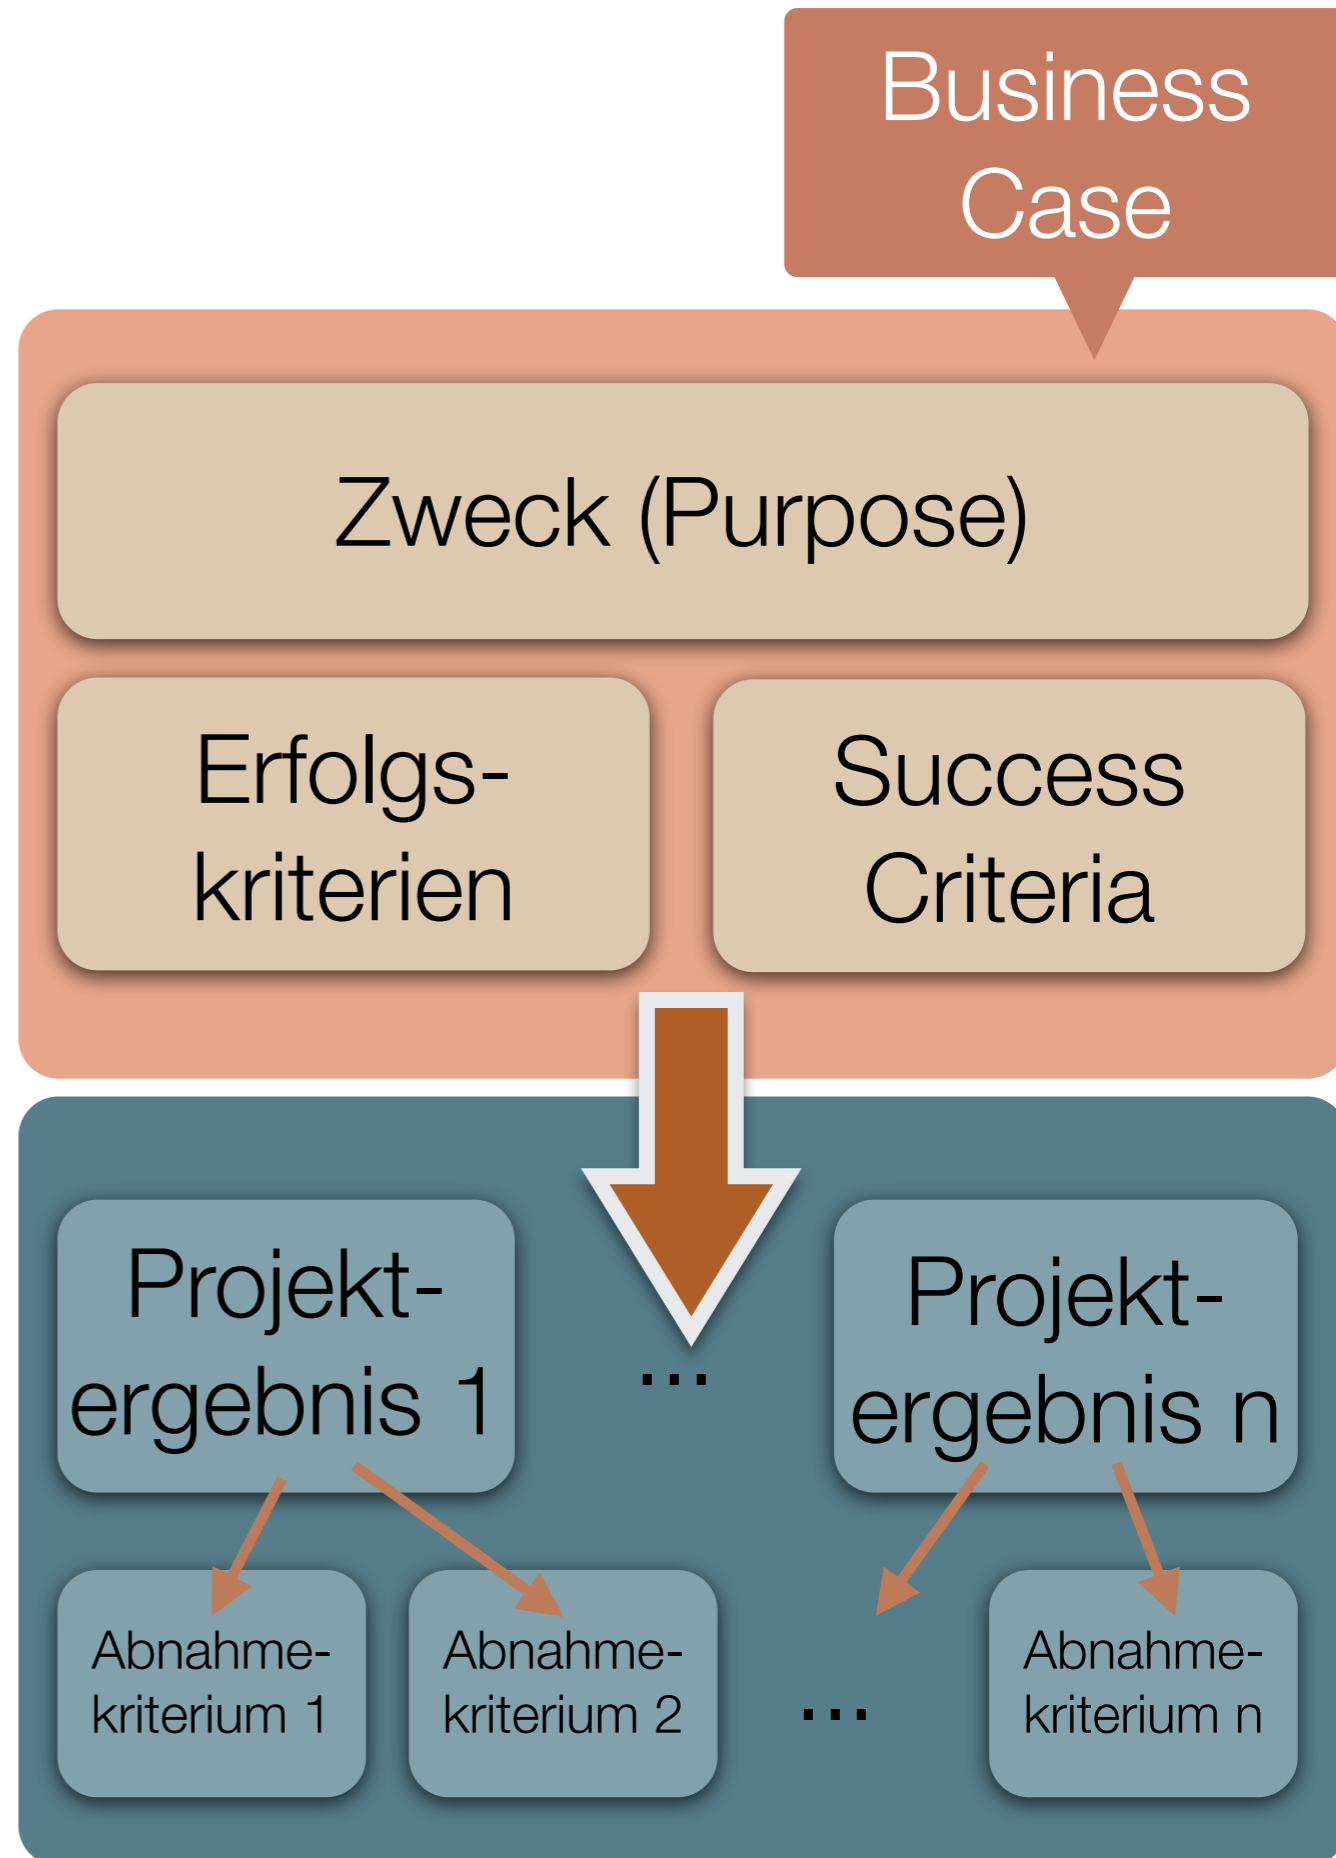 Business
Case
Zweck (Purpose)
Erfolgs-
kriterien
Success
Criteria
Projekt-
ergebnis 1
...
Projekt-
ergebnis n
Abnahme-
kriterium 1
Abnahme-
kriterium 2
...
Abnahme-
kriterium n